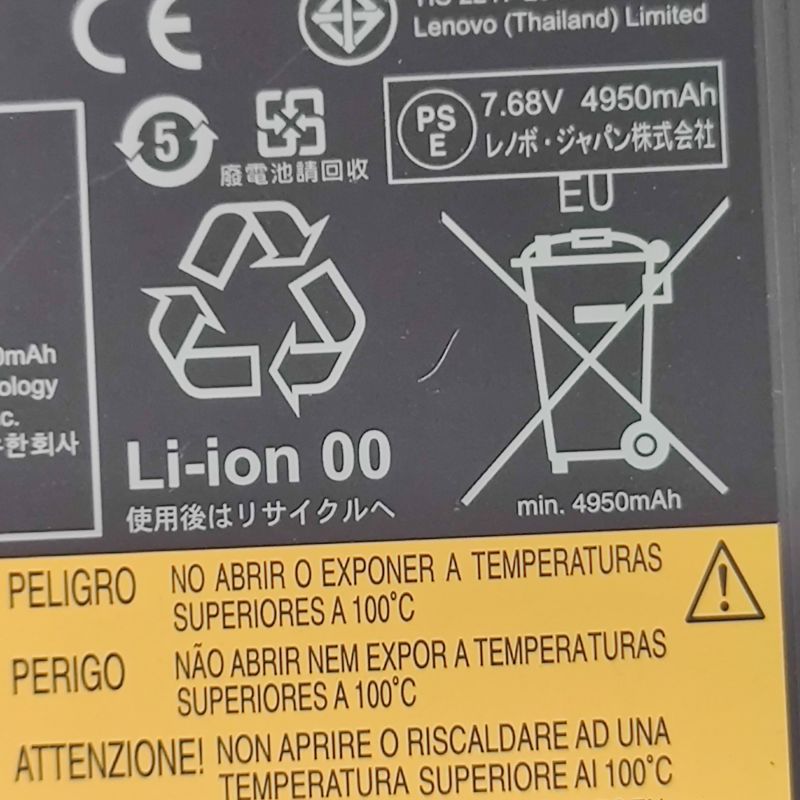 CE
Lenovo (Thailand) Limited
PS
E
7.68V 4950mAh
レノボ・ジャパン株式会社
5
廢電池請回收
EU
0mAh
ology
한회사
Li-ion 00
使用後はリサイクルへ
min. 4950mAh
PELIGRO NO ABRIR O EXPONER A TEMPERATURAS
SUPERIORES A 100°C
PERIGO NÃO ABRIR NEM EXPOR A TEMPERATURAS
SUPERIORES A 100°C
ATTENZIONE! NON APRIRE O RISCALDARE AD UNA
TEMPERATURA SUPERIORE AI 100°C